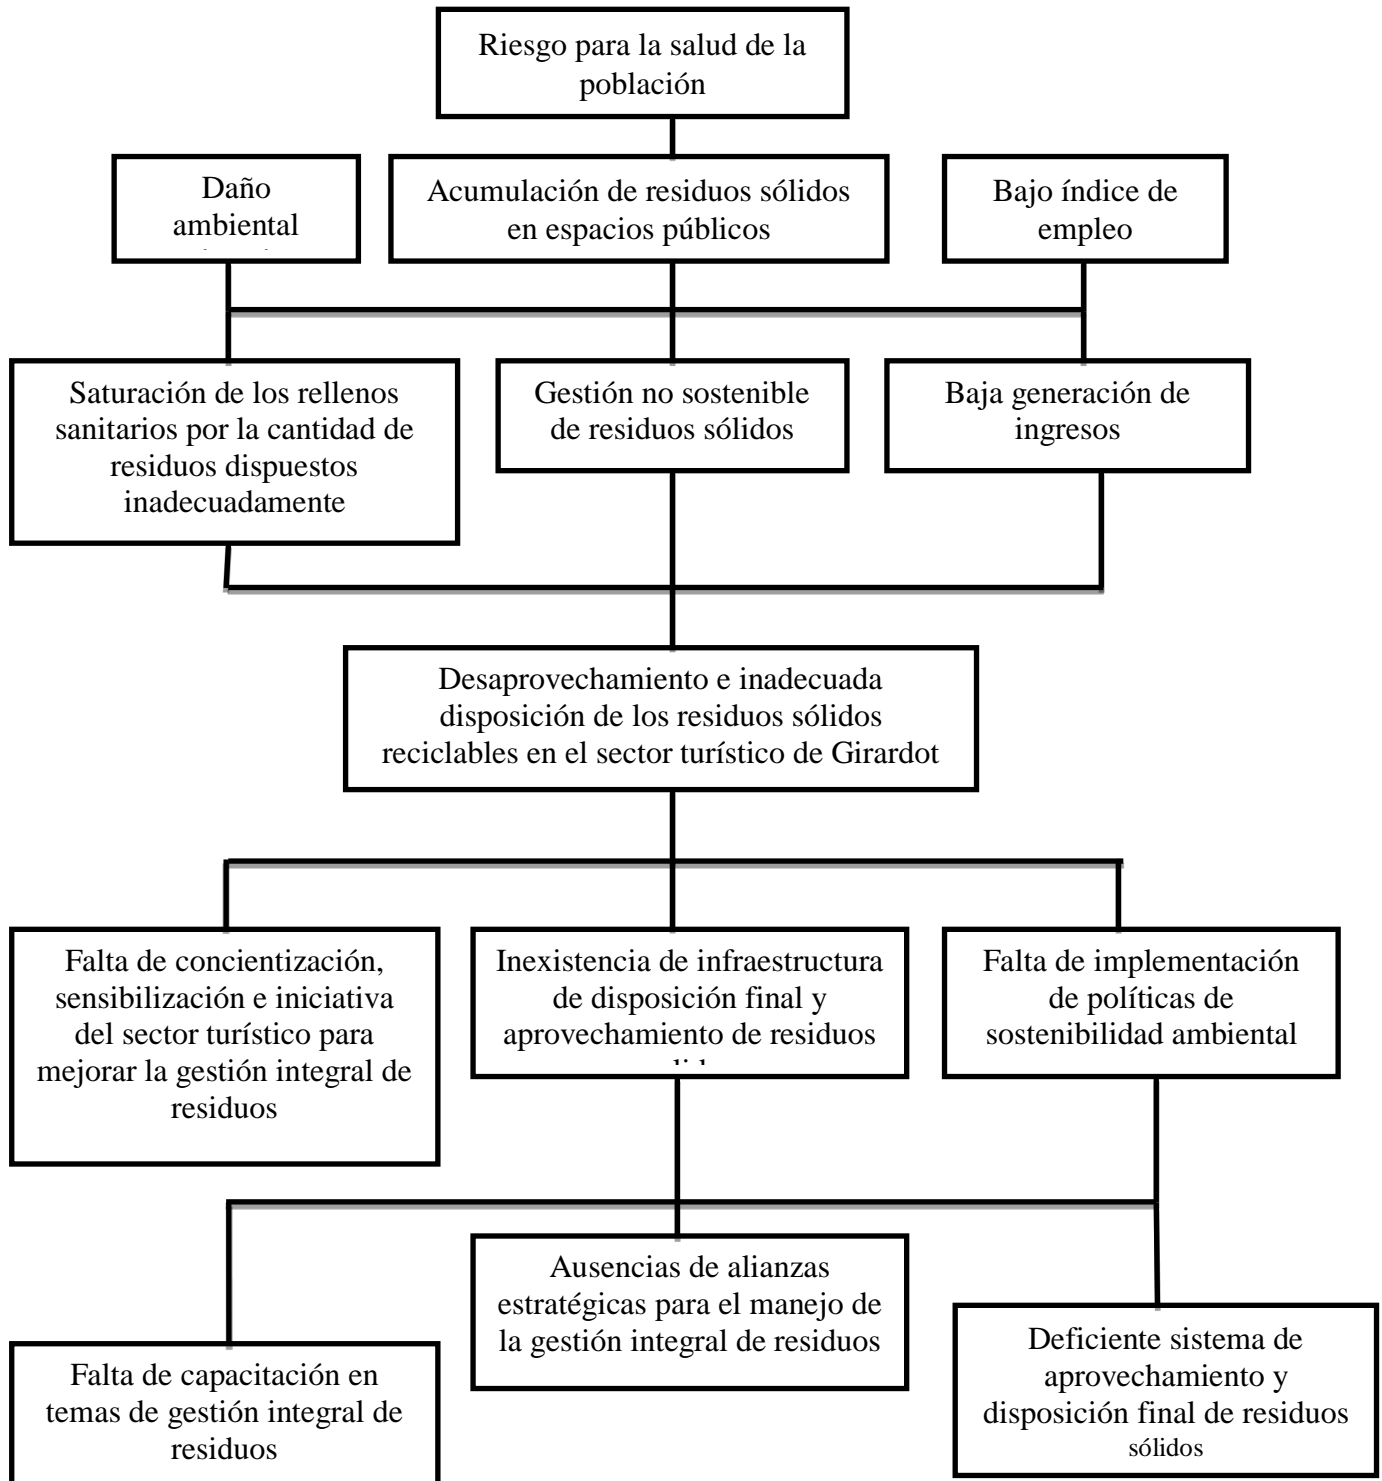 Riesgo para la salud de la
población
Daño
ambiental
Acumulación de residuos sólidos
en espacios públicos
Bajo índice de
empleo
Saturación de los rellenos
sanitarios por la cantidad de
residuos dispuestos
inadecuadamente
Gestión no sostenible
de residuos sólidos
Baja generación de
ingresos
Desaprovechamiento e inadecuada
disposición de los residuos sólidos
reciclables en el sector turístico de Girardot
Falta de concientización,
sensibilización e iniciativa
del sector turístico para
mejorar la gestión integral de
residuos
Inexistencia de infraestructura
de disposición final y
aprovechamiento de residuos
Falta de implementación
de políticas de
sostenibilidad ambiental
Ausencias de alianzas
estratégicas para el manejo de
la gestión integral de residuos
Deficiente sistema de
aprovechamiento y
disposición final de residuos
sólidos
Falta de capacitación en
temas de gestión integral de
residuos